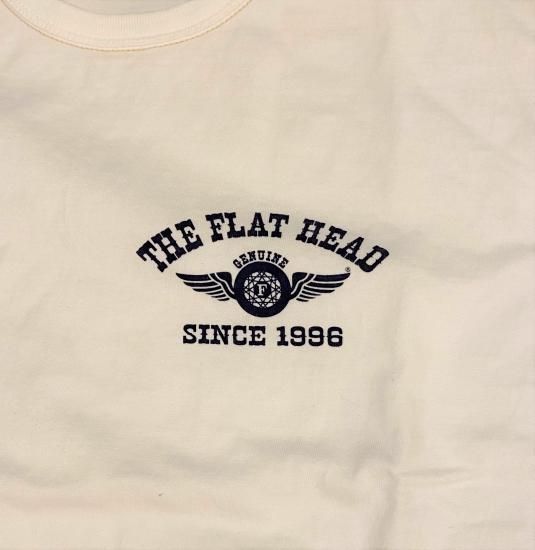 THE FLAT HEAD
GENUINE
F
®
SINCE 1996